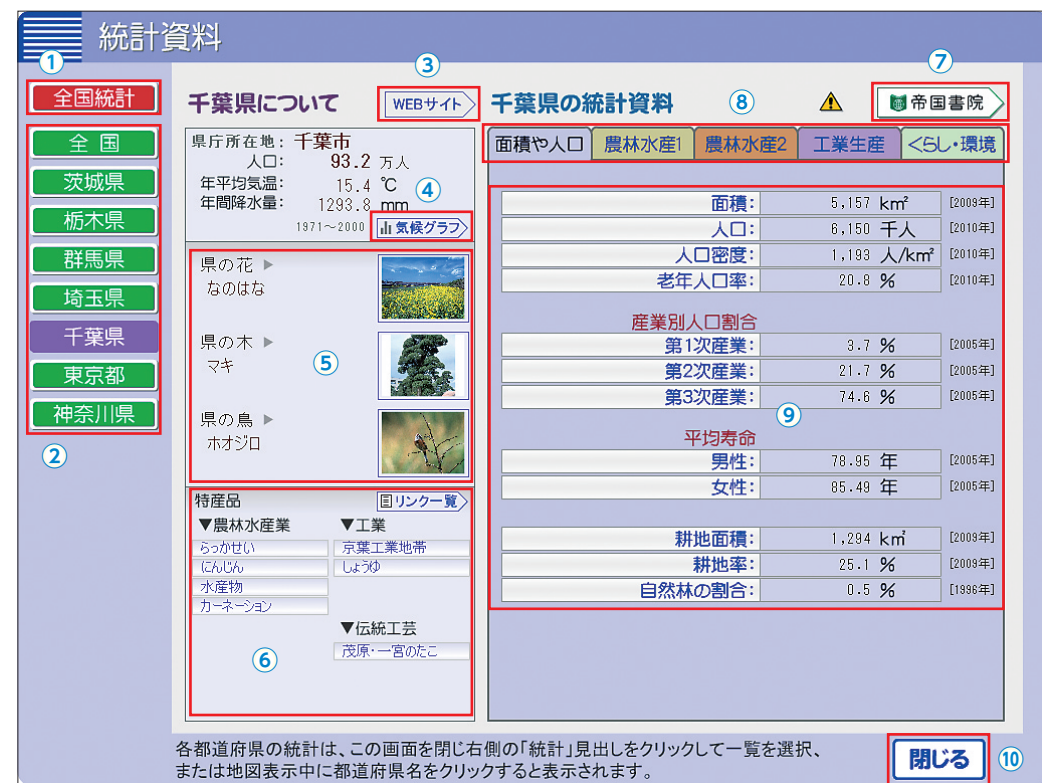 統計資料
①
全国統計
全 国
茨城県
栃木県
群馬県
埼玉県
千葉県
東京都
神奈川県
②
千葉県について
③
WEBサイト
県庁所在地: 千葉市
人口: 93.2 万人
年平均気温: 15.4 ℃
④
年間降水量: 1293.8 mm
1971～2000 気候グラフ
県の花 ▶
なのはな
県の木 ▶
マキ
⑤
県の鳥 ▶
ホオジロ
特産品 リンク一覧
▼農林水産業
らっかせい
にんじん
水産物
カーネーション
▼工業
京葉工業地帯
しょうゆ
▼伝統工芸
茂原・一宮のたこ
⑥
千葉県の統計資料
⑧
⑦
帝国書院
面積や人口 農林水産1 農林水産2 工業生産 くらし・環境
面積: 5,157 km² [2009年]
人口: 6,150 千人 [2010年]
人口密度: 1,193 人/km² [2010年]
老年人口率: 20.8 % [2010年]
産業別人口割合
第1次産業: 3.7 % [2005年]
第2次産業: 21.7 % [2005年]
第3次産業: 74.6 % [2005年]
⑨
平均寿命
男性: 78.95 年 [2005年]
女性: 85.49 年 [2005年]
耕地面積: 1,294 km² [2009年]
耕地率: 25.1 % [2009年]
自然林の割合: 0.5 % [1996年]
各都道府県の統計は、この画面を閉じ右側の「統計」見出しをクリックして一覧を選択、
または地図表示中に都道府県名をクリックすると表示されます。
閉じる
⑩